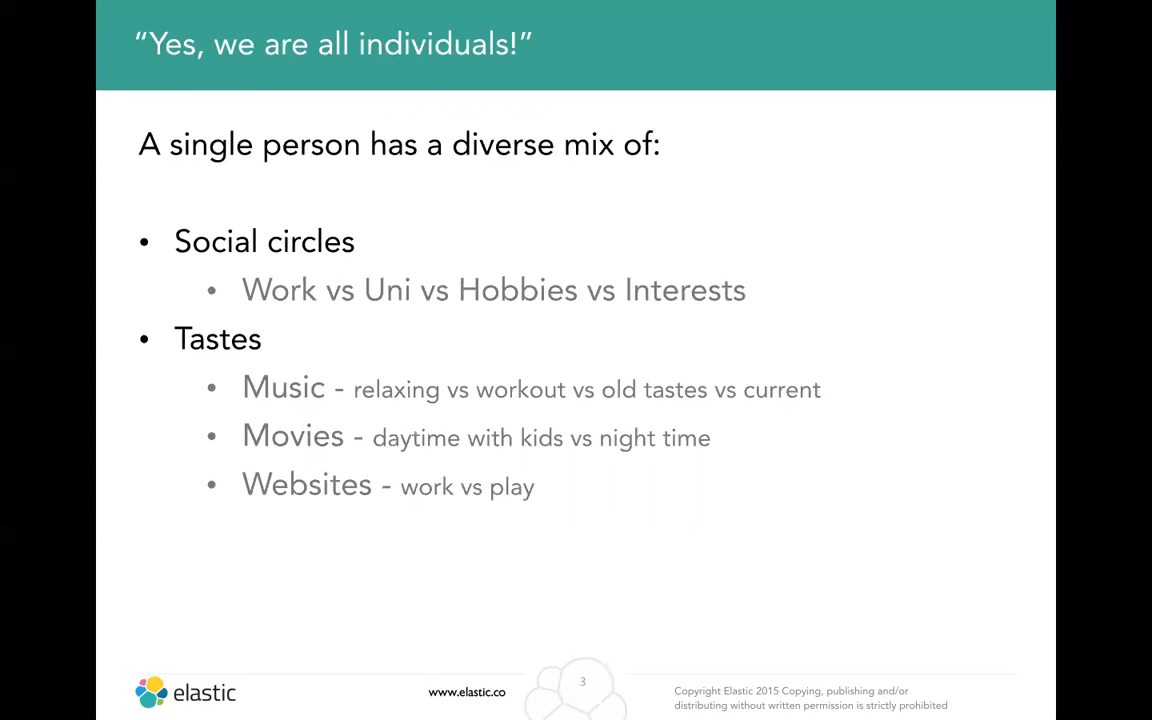 “Yes, we are all individuals!”
A single person has a diverse mix of:
• Social circles
• Work vs Uni vs Hobbies vs Interests
• Tastes
• Music - relaxing vs workout vs old tastes vs current
• Movies - daytime with kids vs night time
• Websites - work vs play
elastic
www.elastic.co
3
Copyright Elastic 2015 Copying, publishing and/or
distributing without written permission is strictly prohibited